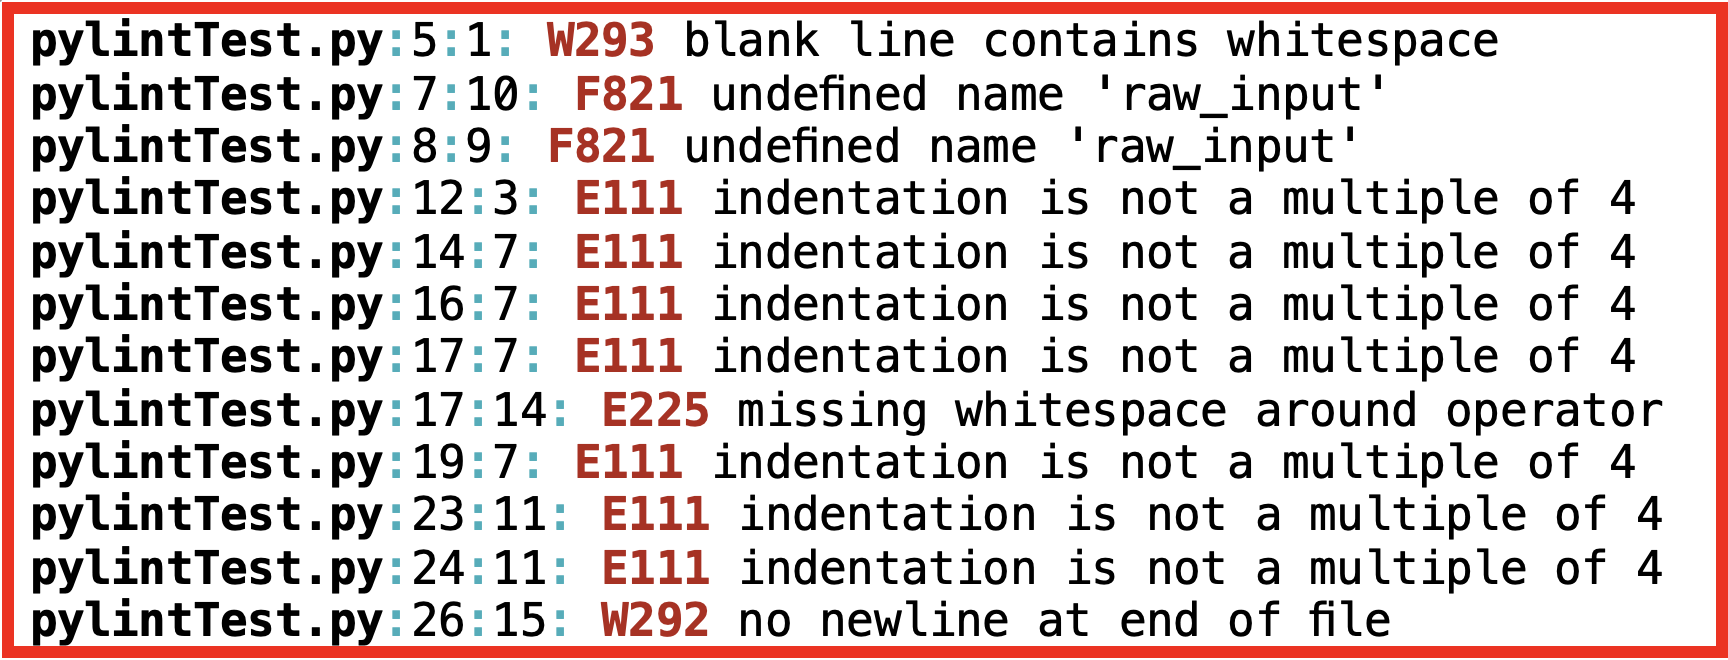 pylintTest.py:5:1: W293 blank line contains whitespace
pylintTest.py:7:10: F821 undefined name 'raw_input'
pylintTest.py:8:9: F821 undefined name 'raw_input'
pylintTest.py:12:3: E111 indentation is not a multiple of 4
pylintTest.py:14:7: E111 indentation is not a multiple of 4
pylintTest.py:16:7: E111 indentation is not a multiple of 4
pylintTest.py:17:7: E111 indentation is not a multiple of 4
pylintTest.py:17:14: E225 missing whitespace around operator
pylintTest.py:19:7: E111 indentation is not a multiple of 4
pylintTest.py:23:11: E111 indentation is not a multiple of 4
pylintTest.py:24:11: E111 indentation is not a multiple of 4
pylintTest.py:26:15: W292 no newline at end of file